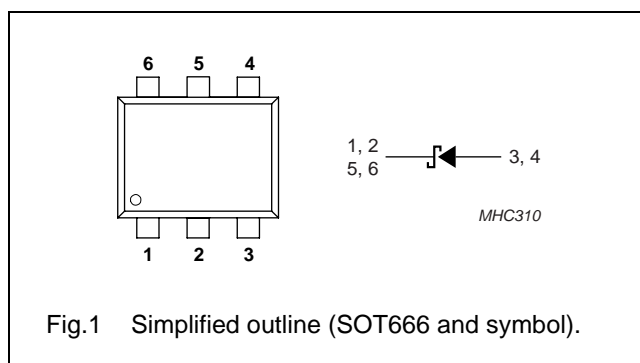 6 5 4
1 2 3
1, 2
5, 6
3, 4
MHC310
Fig.1 Simplified outline (SOT666 and symbol).